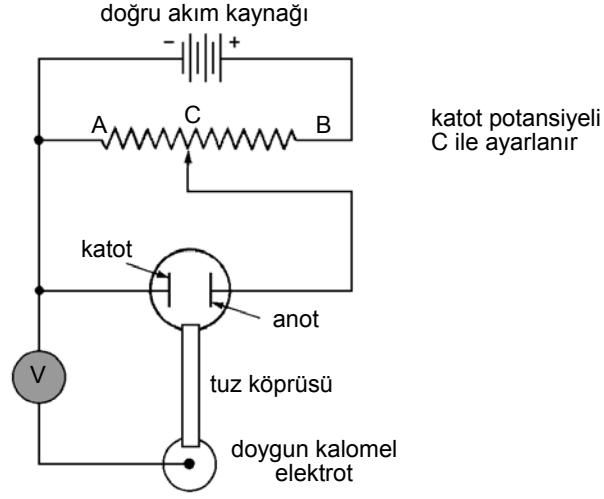 doğru akım kaynağı
− +
A C B
katot potansiyeli
C ile ayarlanır
katot
anot
V
tuz köprüsü
doygun kalomel
elektrot